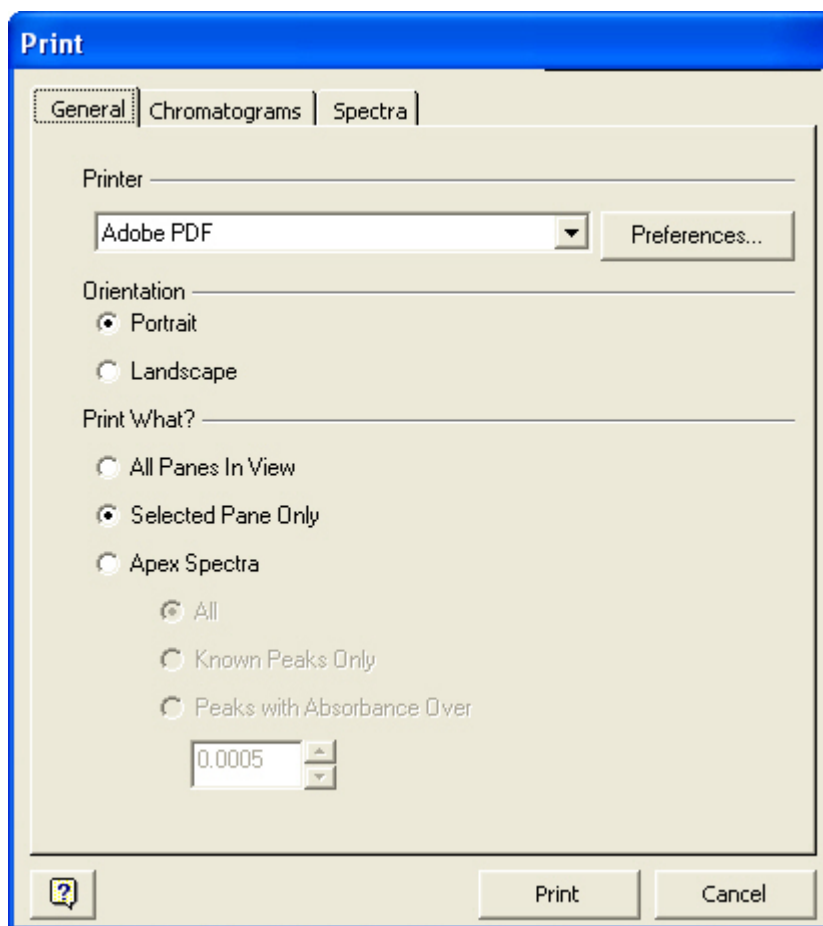 Print
General Chromatograms Spectra
Printer
Adobe PDF Preferences...
Orientation
Portrait
Landscape
Print What?
All Panes In View
Selected Pane Only
Apex Spectra
All
Known Peaks Only
Peaks with Absorbance Over
0.0005
? Print Cancel